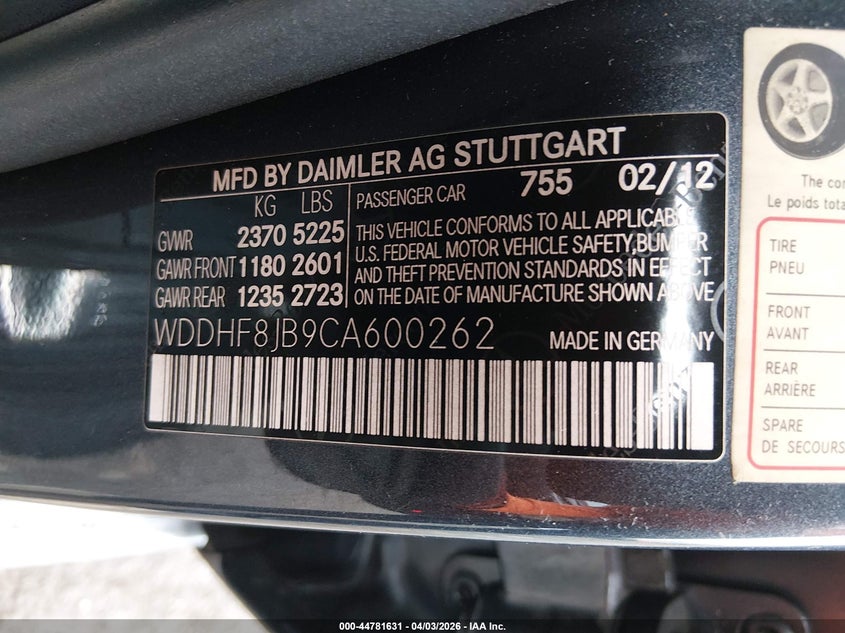 MFD BY DAIMLER AG STUTTGART
KG LBS
GVWR 2370 5225
GAWR FRONT 1180 2601
GAWR REAR 1235 2723
PASSENGER CAR 755 02/12
THIS VEHICLE CONFORMS TO ALL APPLICABLE
U.S. FEDERAL MOTOR VEHICLE SAFETY, BUMPER
AND THEFT PREVENTION STANDARDS IN EFFECT
ON THE DATE OF MANUFACTURE SHOWN ABOVE
WDDHF8JB9CA600262 MADE IN GERMANY
The
Le poids
TIRE
PNEU
FRONT
AVANT
REAR
ARRIÈRE
SPARE
DE SECOURS
000-44781631 - 04/03/2026 - IAA Inc.